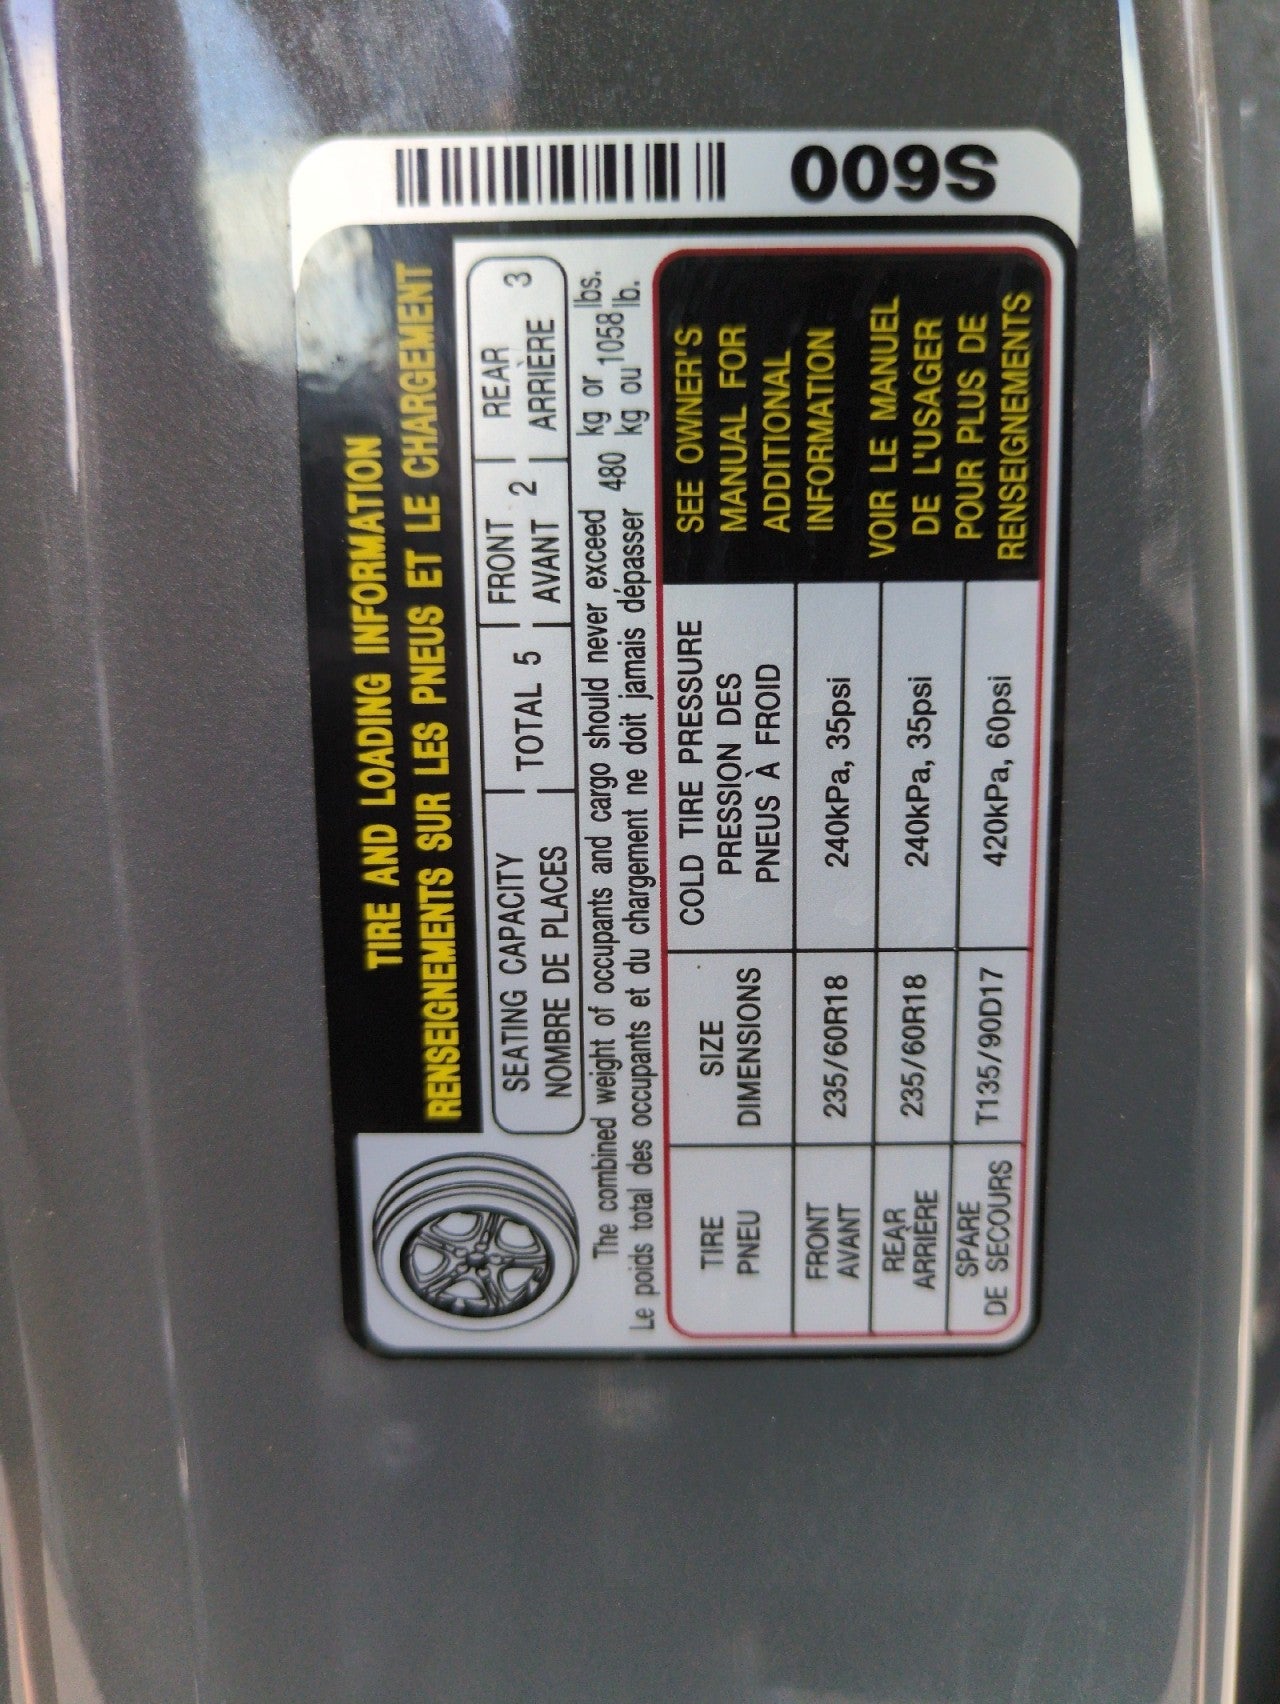 TIRE AND LOADING INFORMATION
RENSEIGNEMENTS SUR LES PNEUS ET LE CHARGEMENT
SEATING CAPACITY
NOMBRE DE PLACES
TOTAL 5
FRONT
AVANT 2
REAR
ARRIÈRE 3
The combined weight of occupants and cargo should never exceed 480 kg or 1058 lbs.
Le poids total des occupants et du chargement ne doit jamais dépasser 480 kg ou 1058 lb.
TIRE
PNEU
SIZE
DIMENSIONS
COLD TIRE PRESSURE
PRESSION DES
PNEUS À FROID
FRONT
AVANT
235/60R18
240kPa, 35psi
REAR
ARRIÈRE
235/60R18
240kPa, 35psi
SPARE
DE SECOURS
T135/90D17
420kPa, 60psi
SEE OWNER'S
MANUAL FOR
ADDITIONAL
INFORMATION
VOIR LE MANUEL
DE L'USAGER
POUR PLUS DE
RENSEIGNEMENTS
S600